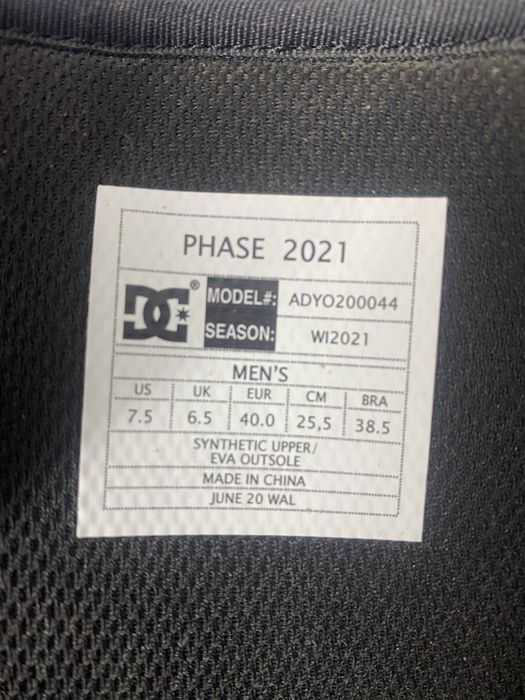 PHASE 2021
DC®
MODEL#: ADYO200044
SEASON: WI2021
MEN'S
US UK EUR CM BRA
7.5 6.5 40.0 25,5 38.5
SYNTHETIC UPPER/
EVA OUTSOLE
MADE IN CHINA
JUNE 20 WAL